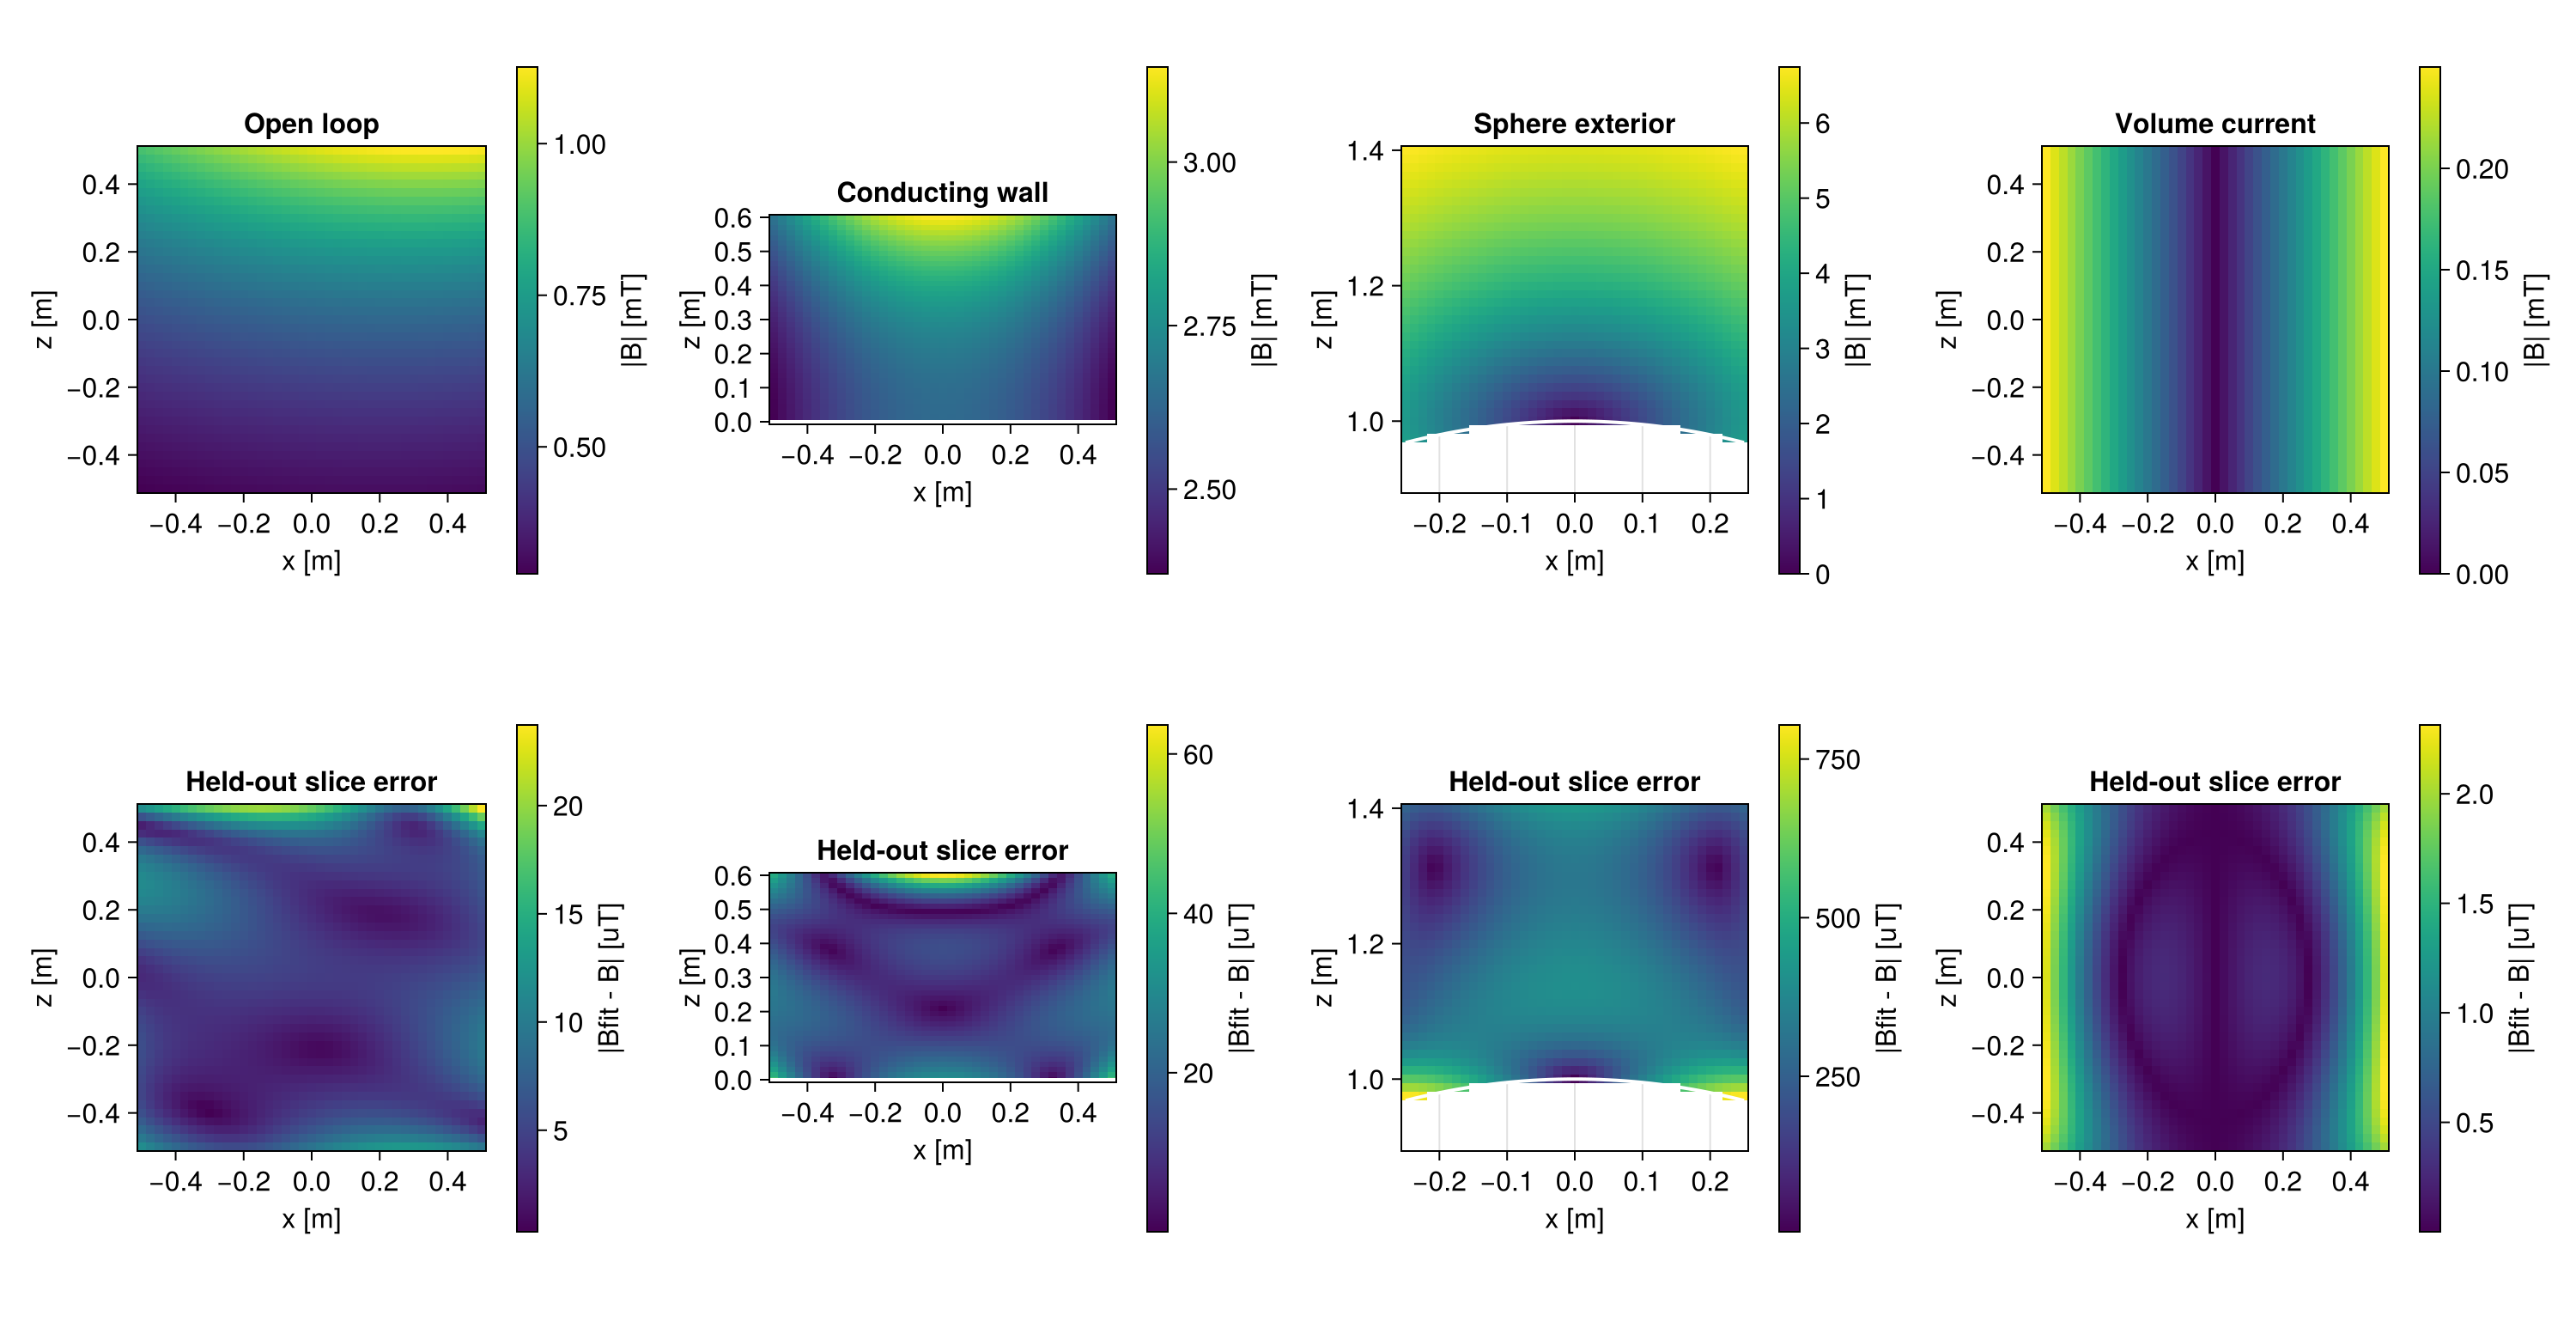 Open loop
0.4
0.2
0.0
−0.2
−0.4
z [m]
−0.4 −0.2 0.0 0.2 0.4
x [m]
1.00
0.75
0.50
|B| [mT]
Conducting wall
0.6
0.5
0.4
0.3
0.2
0.1
0.0
z [m]
−0.4 −0.2 0.0 0.2 0.4
x [m]
3.00
2.75
2.50
|B| [mT]
Sphere exterior
1.4
1.2
1.0
z [m]
−0.2 −0.1 0.0 0.1 0.2
x [m]
6
5
4
3
2
1
0
|B| [mT]
Volume current
0.4
0.2
0.0
−0.2
−0.4
z [m]
−0.4 −0.2 0.0 0.2 0.4
x [m]
0.20
0.15
0.10
0.05
0.00
|B| [mT]
Held-out slice error
0.4
0.2
0.0
−0.2
−0.4
z [m]
−0.4 −0.2 0.0 0.2 0.4
x [m]
20
15
10
5
|Bfit - B| [uT]
Held-out slice error
0.6
0.5
0.4
0.3
0.2
0.1
0.0
z [m]
−0.4 −0.2 0.0 0.2 0.4
x [m]
60
40
20
|Bfit - B| [uT]
Held-out slice error
1.4
1.2
1.0
z [m]
−0.2 −0.1 0.0 0.1 0.2
x [m]
750
500
250
|Bfit - B| [uT]
Held-out slice error
0.4
0.2
0.0
−0.2
−0.4
z [m]
−0.4 −0.2 0.0 0.2 0.4
x [m]
2.0
1.5
1.0
0.5
|Bfit - B| [uT]